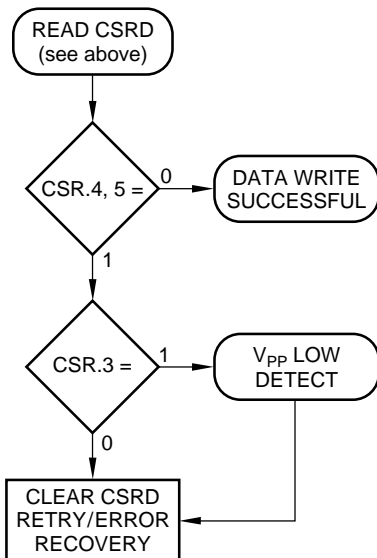 READ CSRD
(see above)
CSR.4, 5 =
0
DATA WRITE
SUCCESSFUL
1
CSR.3 =
1
VPP LOW
DETECT
0
CLEAR CSRD
RETRY/ERROR
RECOVERY